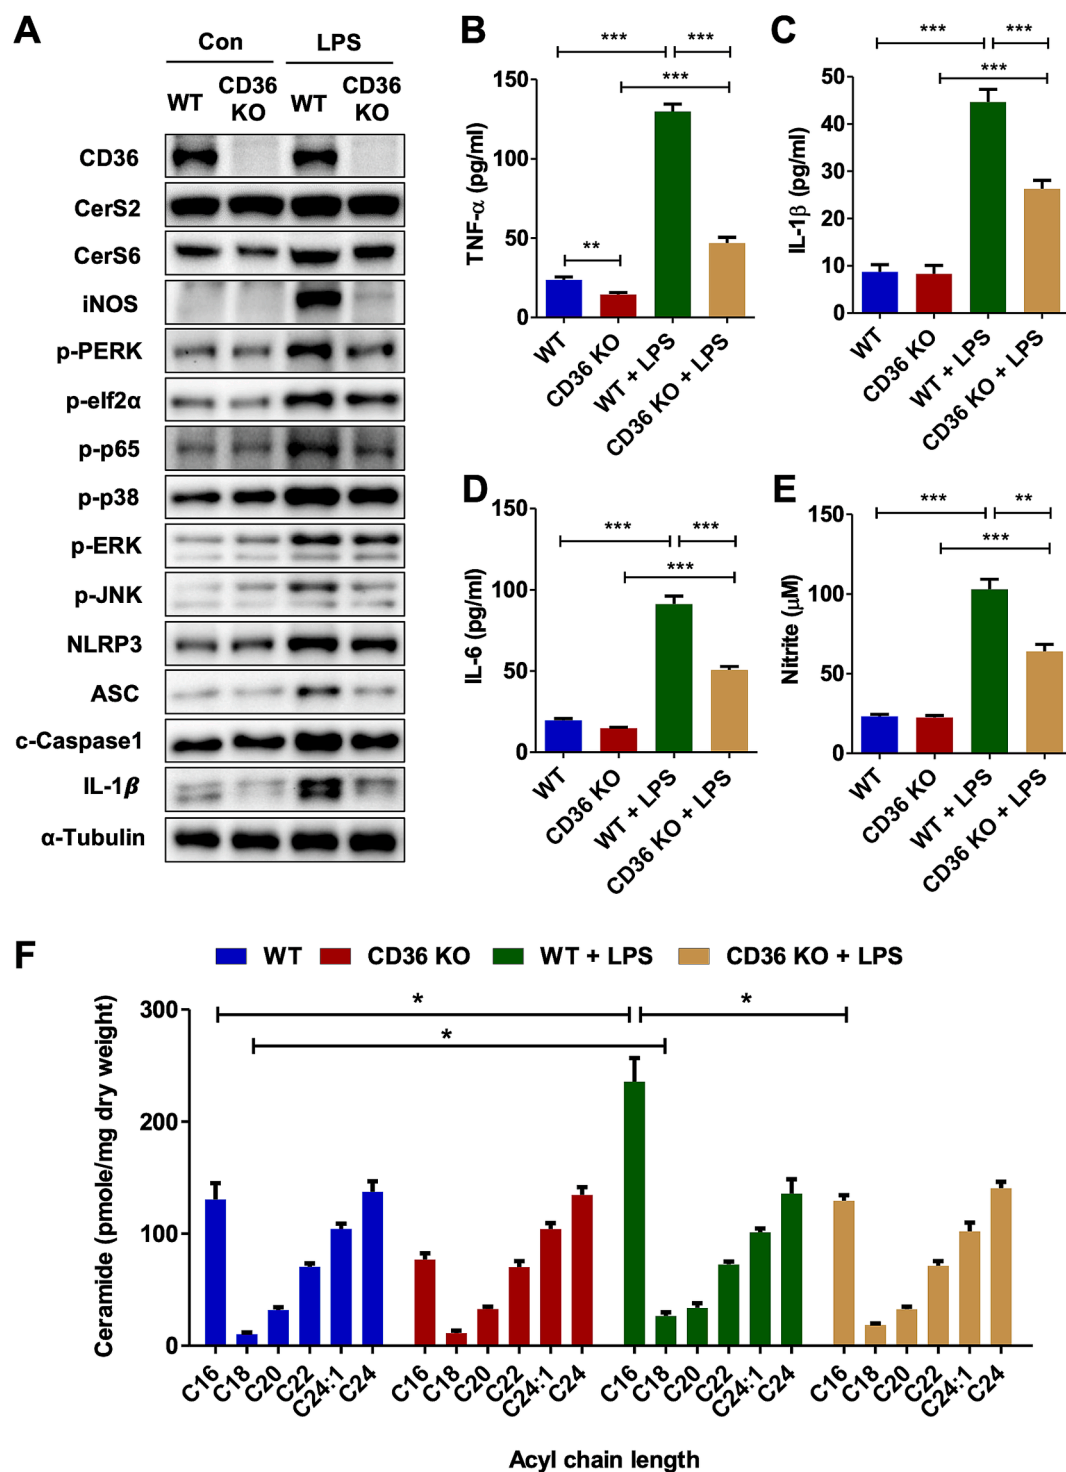 A
Con LPS
WT CD36 KO WT CD36 KO
CD36
CerS2
CerS6
iNOS
p-PERK
p-elf2α
p-p65
p-p38
p-ERK
p-JNK
NLRP3
ASC
c-Caspase1
IL-1β
α-Tubulin
B
*** ***
***
**
TNF-α (pg/ml)
150
100
50
0
WT
CD36 KO
WT + LPS
CD36 KO + LPS
C
*** ***
***
IL-1β (pg/ml)
50
40
30
20
10
0
WT
CD36 KO
WT + LPS
CD36 KO + LPS
D
*** ***
***
IL-6 (pg/ml)
150
100
50
0
WT
CD36 KO
WT + LPS
CD36 KO + LPS
E
*** **
***
Nitrite (μM)
150
100
50
0
WT
CD36 KO
WT + LPS
CD36 KO + LPS
F
WT CD36 KO WT + LPS CD36 KO + LPS
* *
*
Ceramide (pmole/mg dry weight)
300
200
100
0
C16 C18 C20 C22 C24:1 C24 C16 C18 C20 C22 C24:1 C24 C16 C18 C20 C22 C24:1 C24 C16 C18 C20 C22 C24:1 C24
Acyl chain length